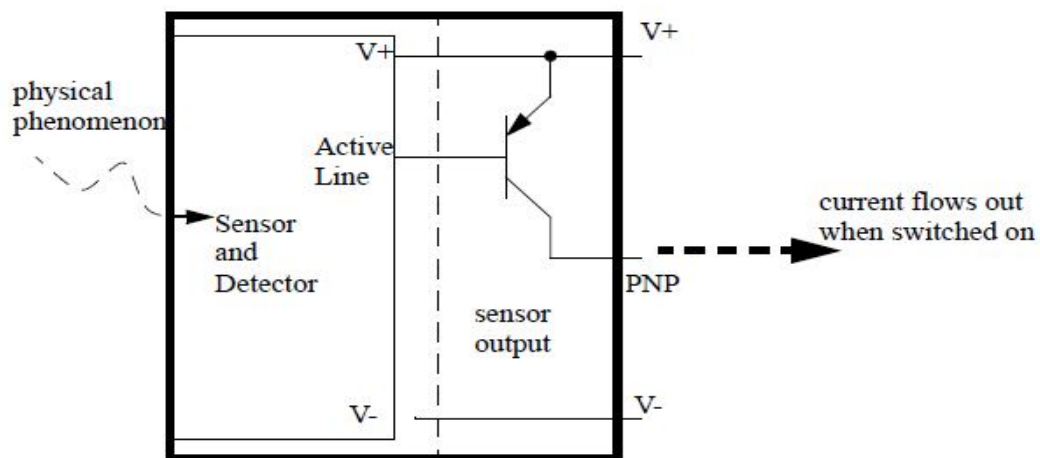 V+
V+
physical
phenomenon
Active
Line
Sensor
and
Detector
current flows out
when switched on
PNP
sensor
output
V-
V-